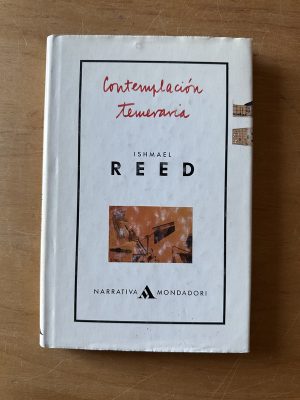 Contemplación
temeraria
ISHMAEL
REED
NARRATIVA A MONDADORI